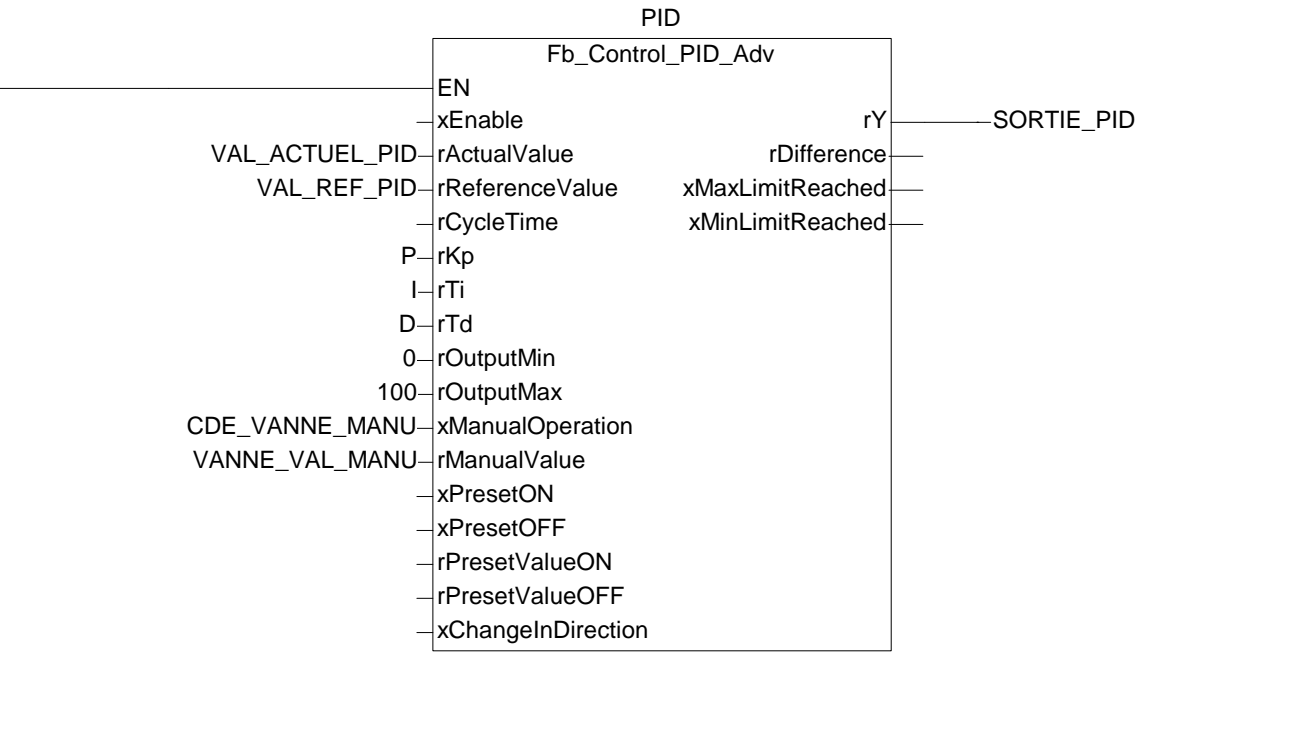 PID
Fb_Control_PID_Adv
EN
xEnable rY SORTIE_PID
VAL_ACTUEL_PID rActualValue rDifference
VAL_REF_PID rReferenceValue xMaxLimitReached
rCycleTime xMinLimitReached
P rKp
I rTi
D rTd
0 rOutputMin
100 rOutputMax
CDE_VANNE_MANU xManualOperation
VANNE_VAL_MANU rManualValue
xPresetON
xPresetOFF
rPresetValueON
rPresetValueOFF
xChangeInDirection